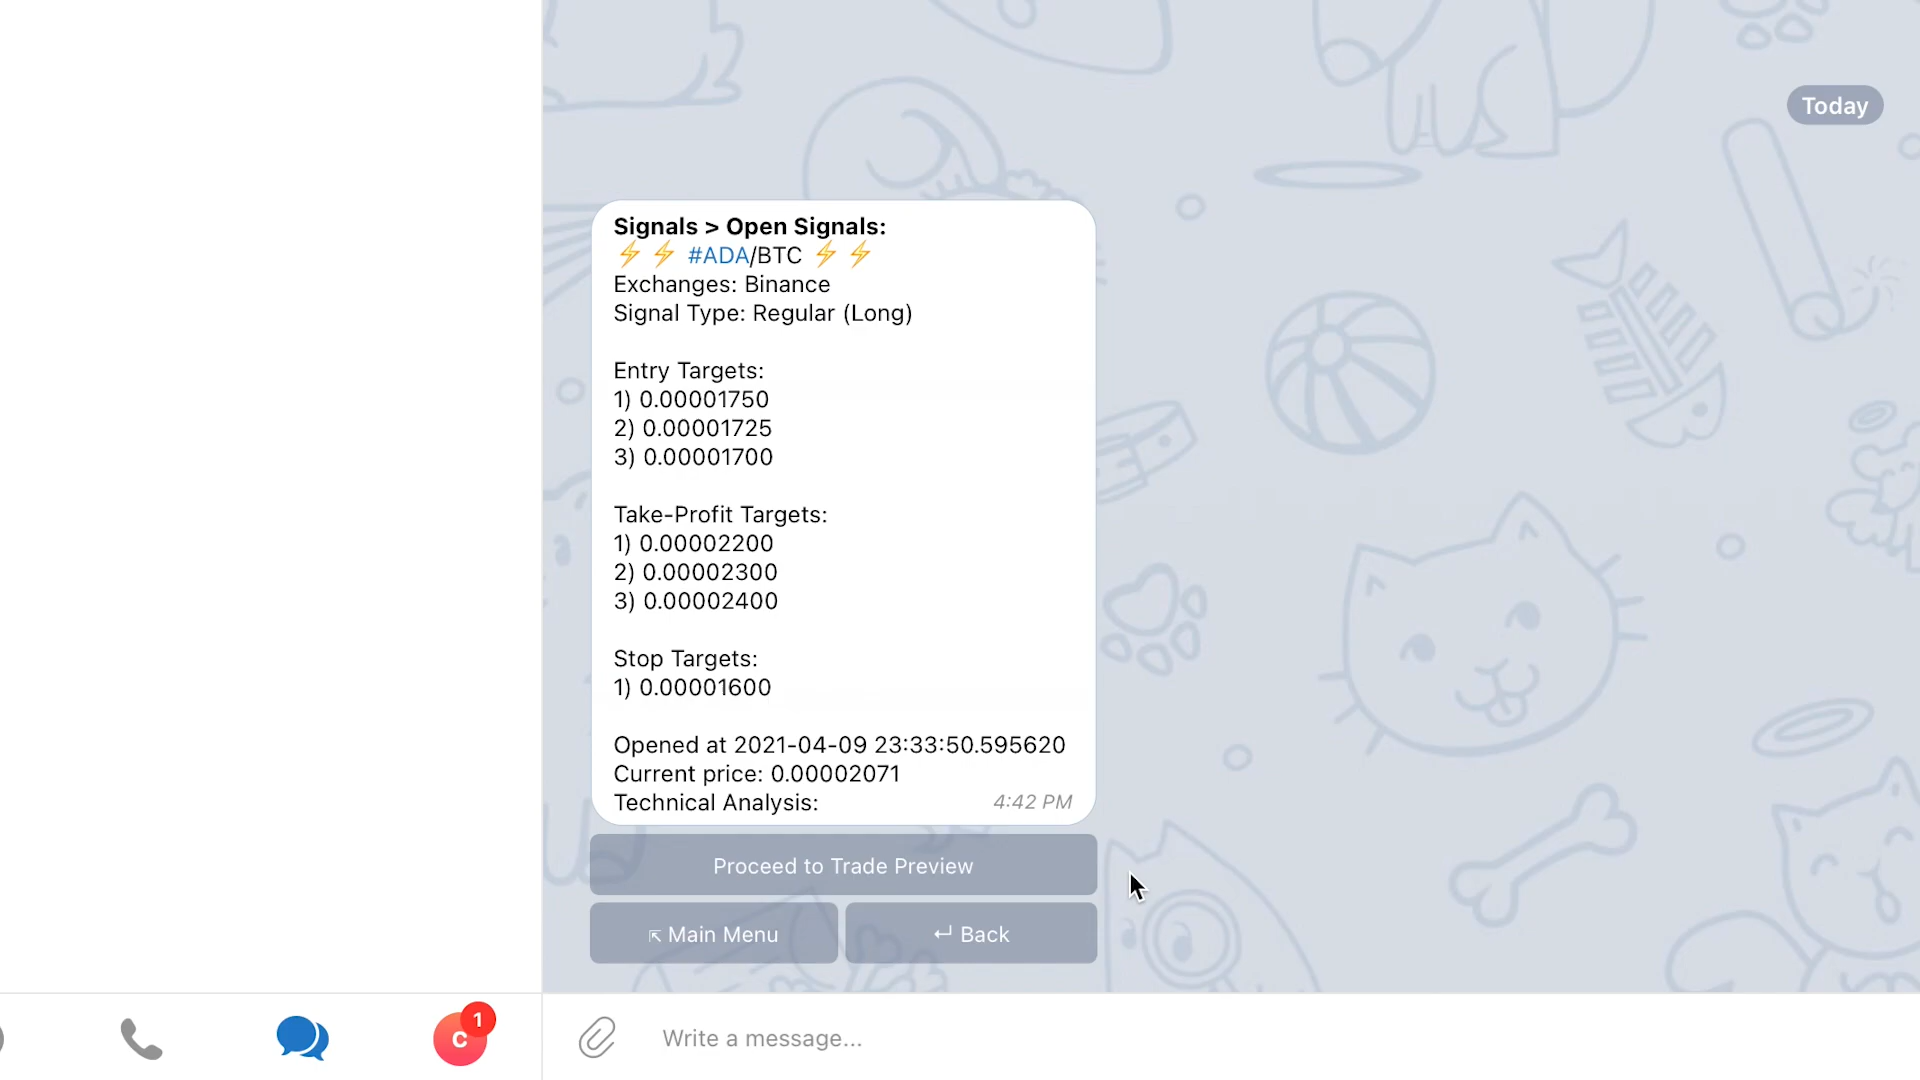 Today
Signals > Open Signals:
⚡ ⚡ #ADA/BTC ⚡ ⚡
Exchanges: Binance
Signal Type: Regular (Long)
Entry Targets:
1) 0.00001750
2) 0.00001725
3) 0.00001700
Take-Profit Targets:
1) 0.00002200
2) 0.00002300
3) 0.00002400
Stop Targets:
1) 0.00001600
Opened at 2021-04-09 23:33:50.595620
Current price: 0.00002071
Technical Analysis: 4:42 PM
Proceed to Trade Preview
⇱ Main Menu
↵ Back
C 1
Write a message...